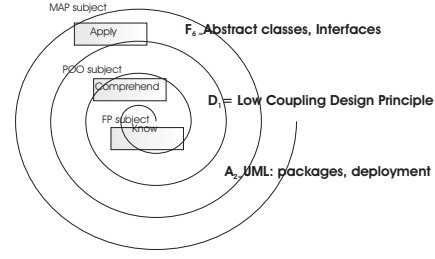 MAP subject
Apply
F6 Abstract classes, Interfaces
POO subject
Comprehend
D1= Low Coupling Design Principle
FP subject
Know
A2 UML: packages, deployment